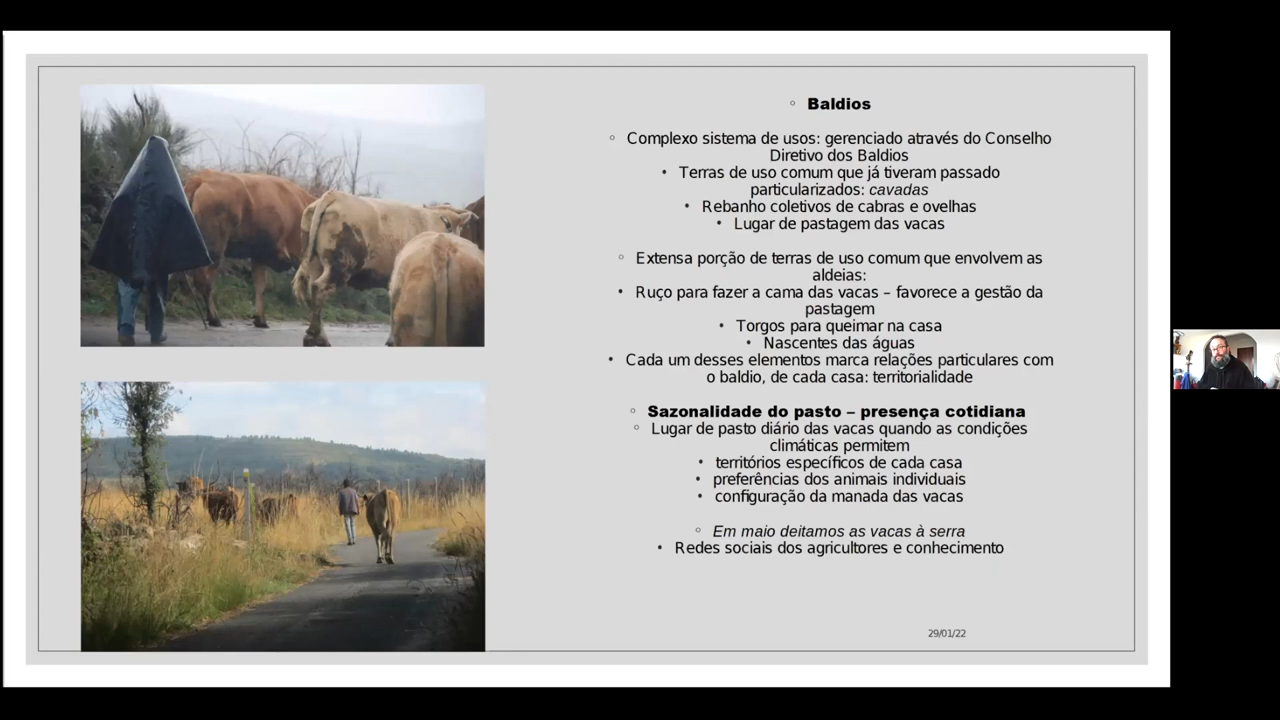 Baldios
Complexo sistema de usos: gerenciado através do Conselho
Diretivo dos Baldios
Terras de uso comum que já tiveram passado
particularizados: cavadas
Rebanho coletivos de cabras e ovelhas
Lugar de pastagem das vacas
Extensa porção de terras de uso comum que envolvem as
aldeias:
Ruço para fazer a cama das vacas – favorece a gestão da
pastagem
Torgos para queimar na casa
Nascentes das águas
Cada um desses elementos marca relações particulares com
o baldio, de cada casa: territorialidade
Sazonalidade do pasto – presença cotidiana
Lugar de pasto diário das vacas quando as condições
climáticas permitem
territórios específicos de cada casa
preferências dos animais individuais
configuração da manada das vacas
Em maio deitamos as vacas à serra
Redes sociais dos agricultores e conhecimento
29/01/22